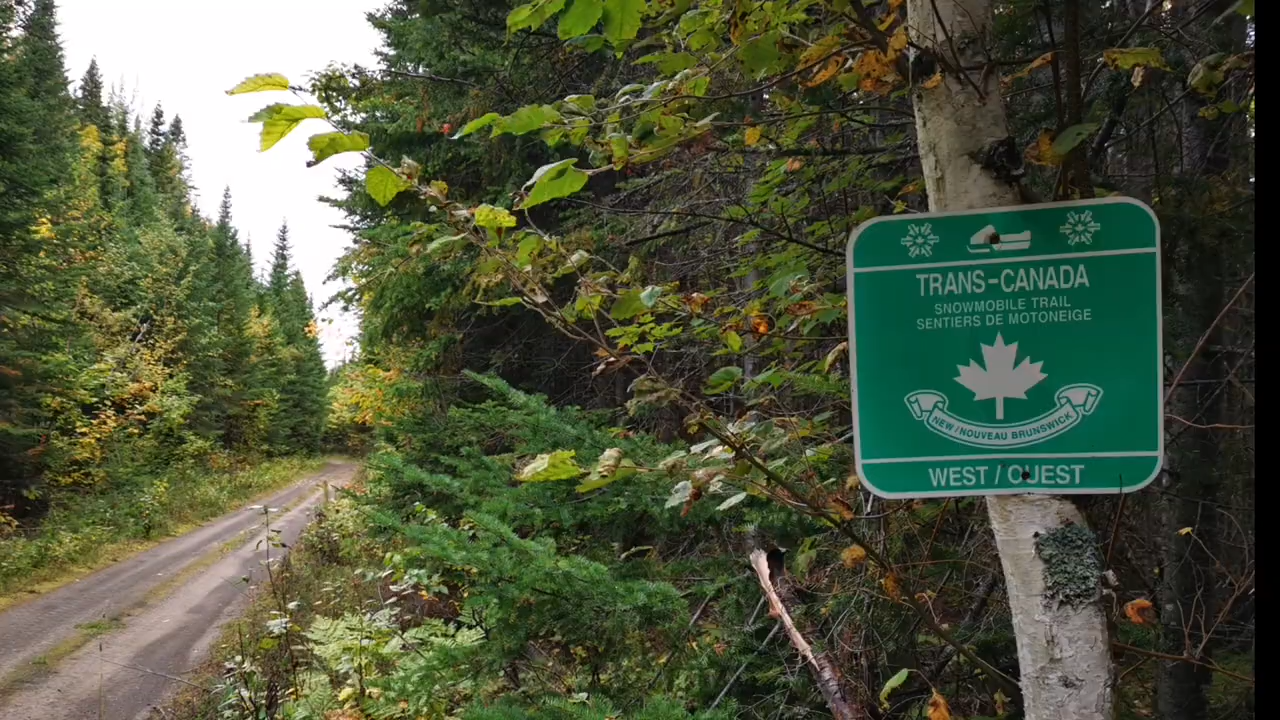 TRANS-CANADA
SNOWMOBILE TRAIL
SENTIERS DE MOTONEIGE
NEW / NOUVEAU BRUNSWICK
WEST / OUEST